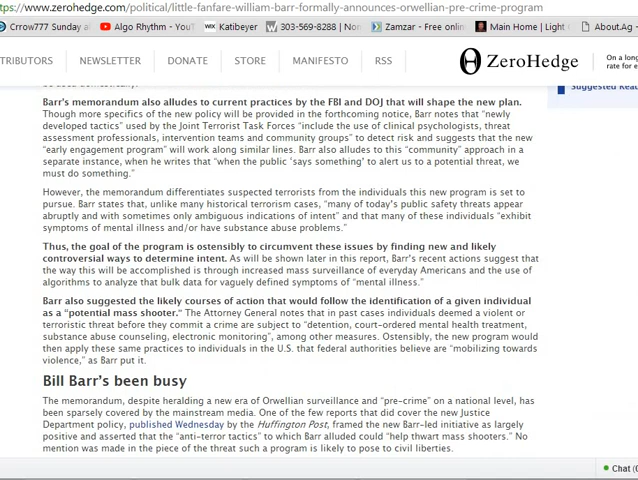 ps://www.zerohedge.com/political/little-fanfare-william-barr-formally-announces-orwellian-pre-crime-program
Crrow777 Sunday a
Algo Rhythm - YouT
Katibeyer
303-569-8288 | No
Zamzar - Free onli
Main Home | Light
About.Ag
TRIBUTORS
NEWSLETTER
DONATE
STORE
MANIFESTO
RSS
ZeroHedge
On a long
rate for e
Suggested Read
Barr's memorandum also alludes to current practices by the FBI and DOJ that will shape the new plan.
Though more specifics of the new policy will be provided in the forthcoming notice, Barr notes that "newly
developed tactics" used by the Joint Terrorist Task Forces "include the use of clinical psychologists, threat
assessment professionals, intervention teams and community groups" to detect risk and suggests that the new
"early engagement program" will work along similar lines. Barr also alludes to this "community" approach in a
separate instance, when he writes that "when the public 'says something' to alert us to a potential threat, we
must do something."
However, the memorandum differentiates suspected terrorists from the individuals this new program is set to
pursue. Barr states that, unlike many historical terrorism cases, "many of today's public safety threats appear
abruptly and with sometimes only ambiguous indications of intent" and that many of these individuals "exhibit
symptoms of mental illness and/or have substance abuse problems."
Thus, the goal of the program is ostensibly to circumvent these issues by finding new and likely
controversial ways to determine intent. As will be shown later in this report, Barr's recent actions suggest that
the way this will be accomplished is through increased mass surveillance of everyday Americans and the use of
algorithms to analyze that bulk data for vaguely defined symptoms of "mental illness."
Barr also suggested the likely courses of action that would follow the identification of a given individual
as a "potential mass shooter." The Attorney General notes that in past cases individuals deemed a violent or
terroristic threat before they commit a crime are subject to "detention, court-ordered mental health treatment,
substance abuse counseling, electronic monitoring", among other measures. Ostensibly, the new program would
then apply these same practices to individuals in the U.S. that federal authorities believe are "mobilizing towards
violence," as Barr put it.
Bill Barr's been busy
The memorandum, despite heralding a new era of Orwellian surveillance and "pre-crime" on a national level, has
been sparsely covered by the mainstream media. One of the few reports that did cover the new Justice
Department policy, published Wednesday by the Huffington Post, framed the new Barr-led initiative as largely
positive and asserted that the "anti-terror tactics" to which Barr alluded could "help thwart mass shooters." No
mention was made in the piece of the threat such a program is likely to pose to civil liberties.
Chat (